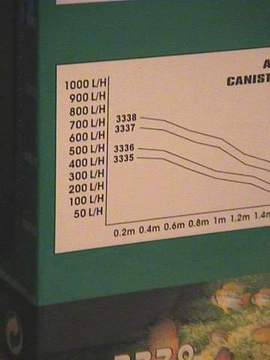 A
CANIST
1000 L/H
900 L/H
800 L/H
700 L/H
600 L/H
500 L/H
400 L/H
300 L/H
200 L/H
100 L/H
50 L/H
3338
3337
3336
3335
0.2m 0.4m 0.6m 0.8m 1m 1.2m 1.4m